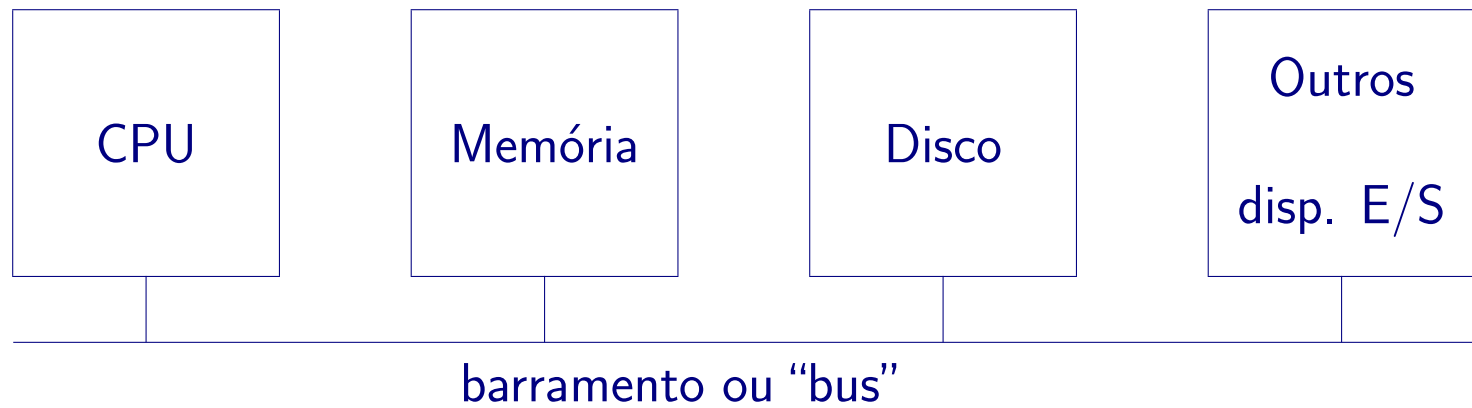 CPU
Memória
Disco
Outros
disp. E/S
barramento ou “bus”